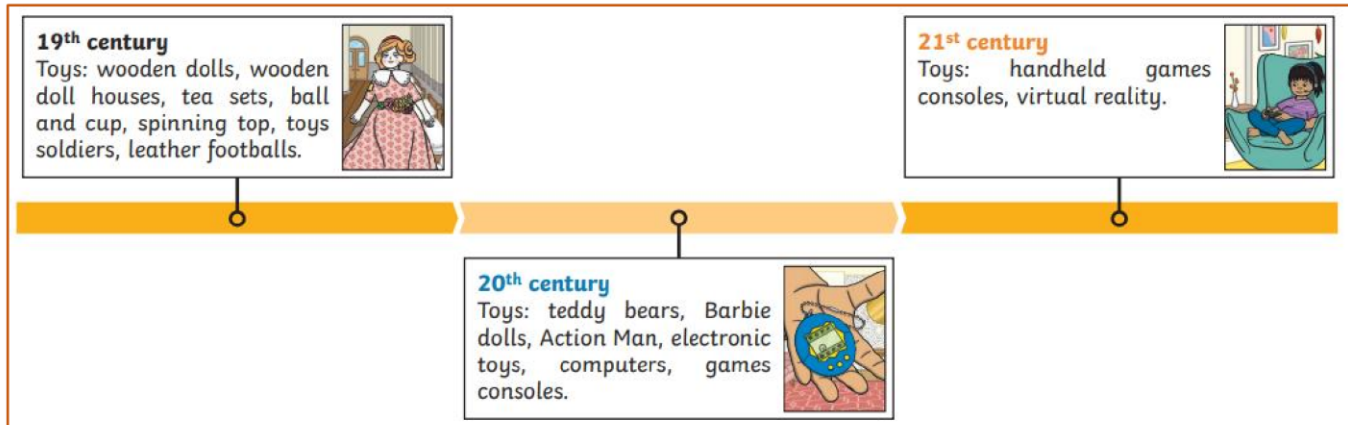 19th century
Toys: wooden dolls, wooden
doll houses, tea sets, ball
and cup, spinning top, toys
soldiers, leather footballs.
20th century
Toys: teddy bears, Barbie
dolls, Action Man, electronic
toys, computers, games
consoles.
21st century
Toys: handheld games
consoles, virtual reality.